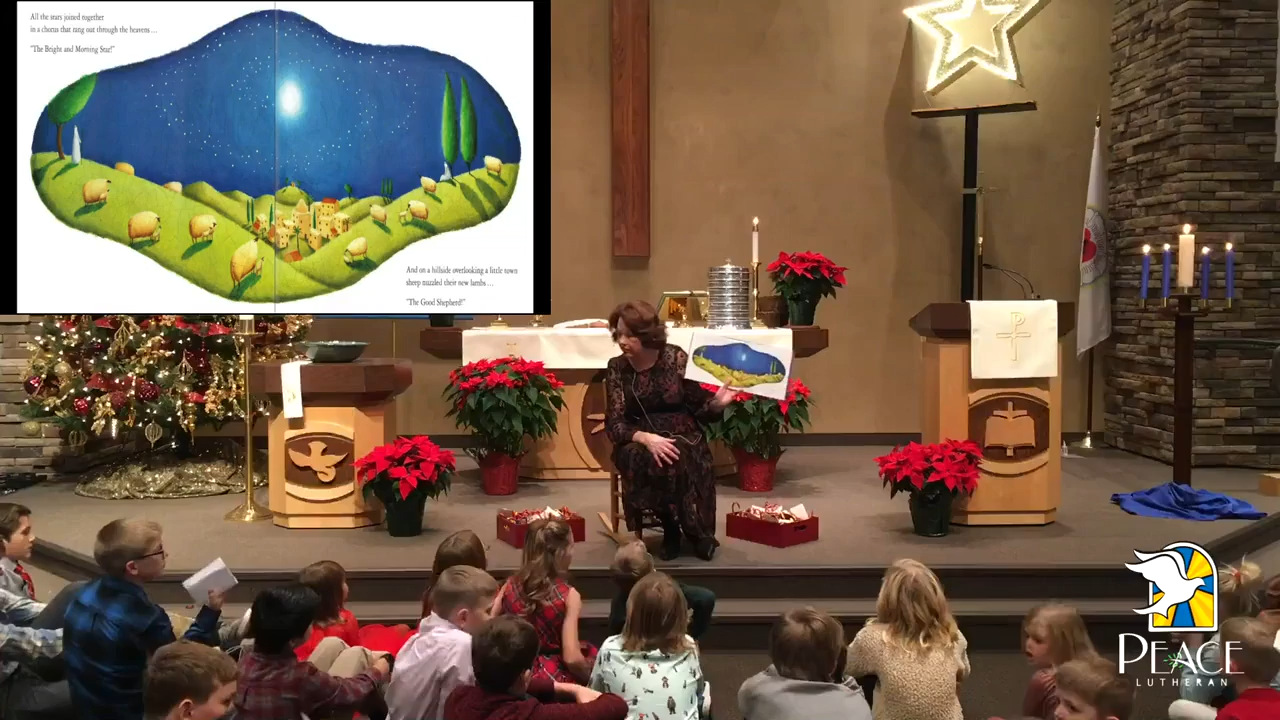 All the stars joined together
in a chorus that rang out through the heavens…
"The Bright and Morning Star!"
And on a hillside overlooking a little town
sheep nuzzled their new lambs…
"The Good Shepherd!"
PEACE
LUTHERAN